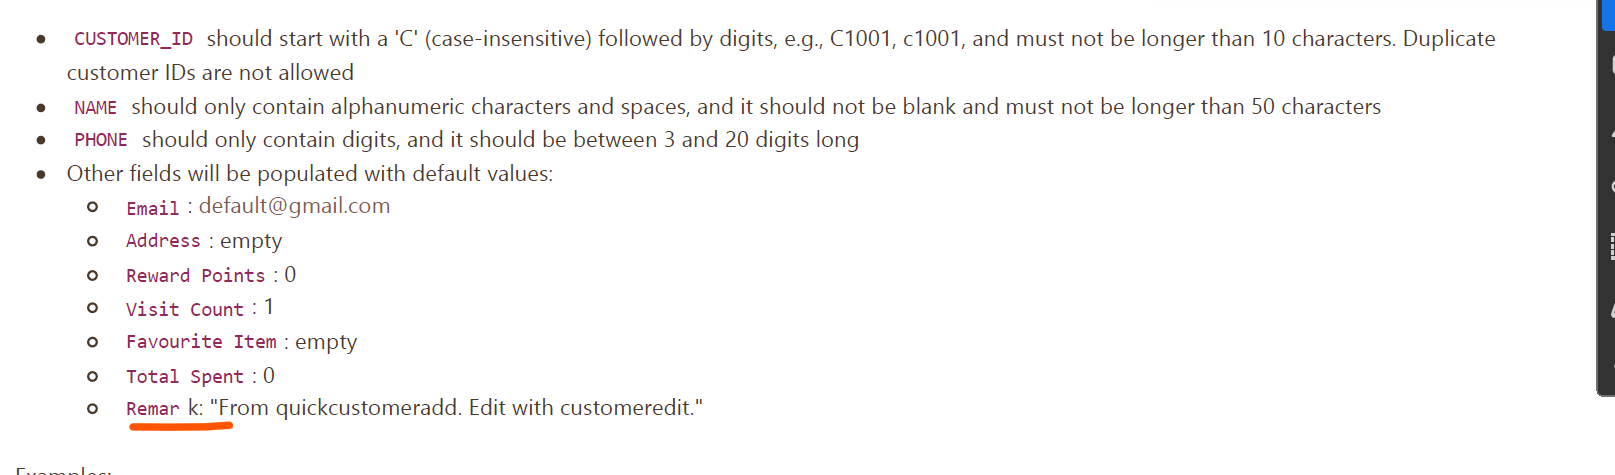 CUSTOMER_ID should start with a 'C' (case-insensitive) followed by digits, e.g., C1001, c1001, and must not be longer than 10 characters. Duplicate
customer IDs are not allowed
NAME should only contain alphanumeric characters and spaces, and it should not be blank and must not be longer than 50 characters
PHONE should only contain digits, and it should be between 3 and 20 digits long
Other fields will be populated with default values:
Email : default@gmail.com
Address : empty
Reward Points : 0
Visit Count : 1
Favourite Item : empty
Total Spent : 0
Remar k: "From quickcustomeradd. Edit with customeredit."
Examples: